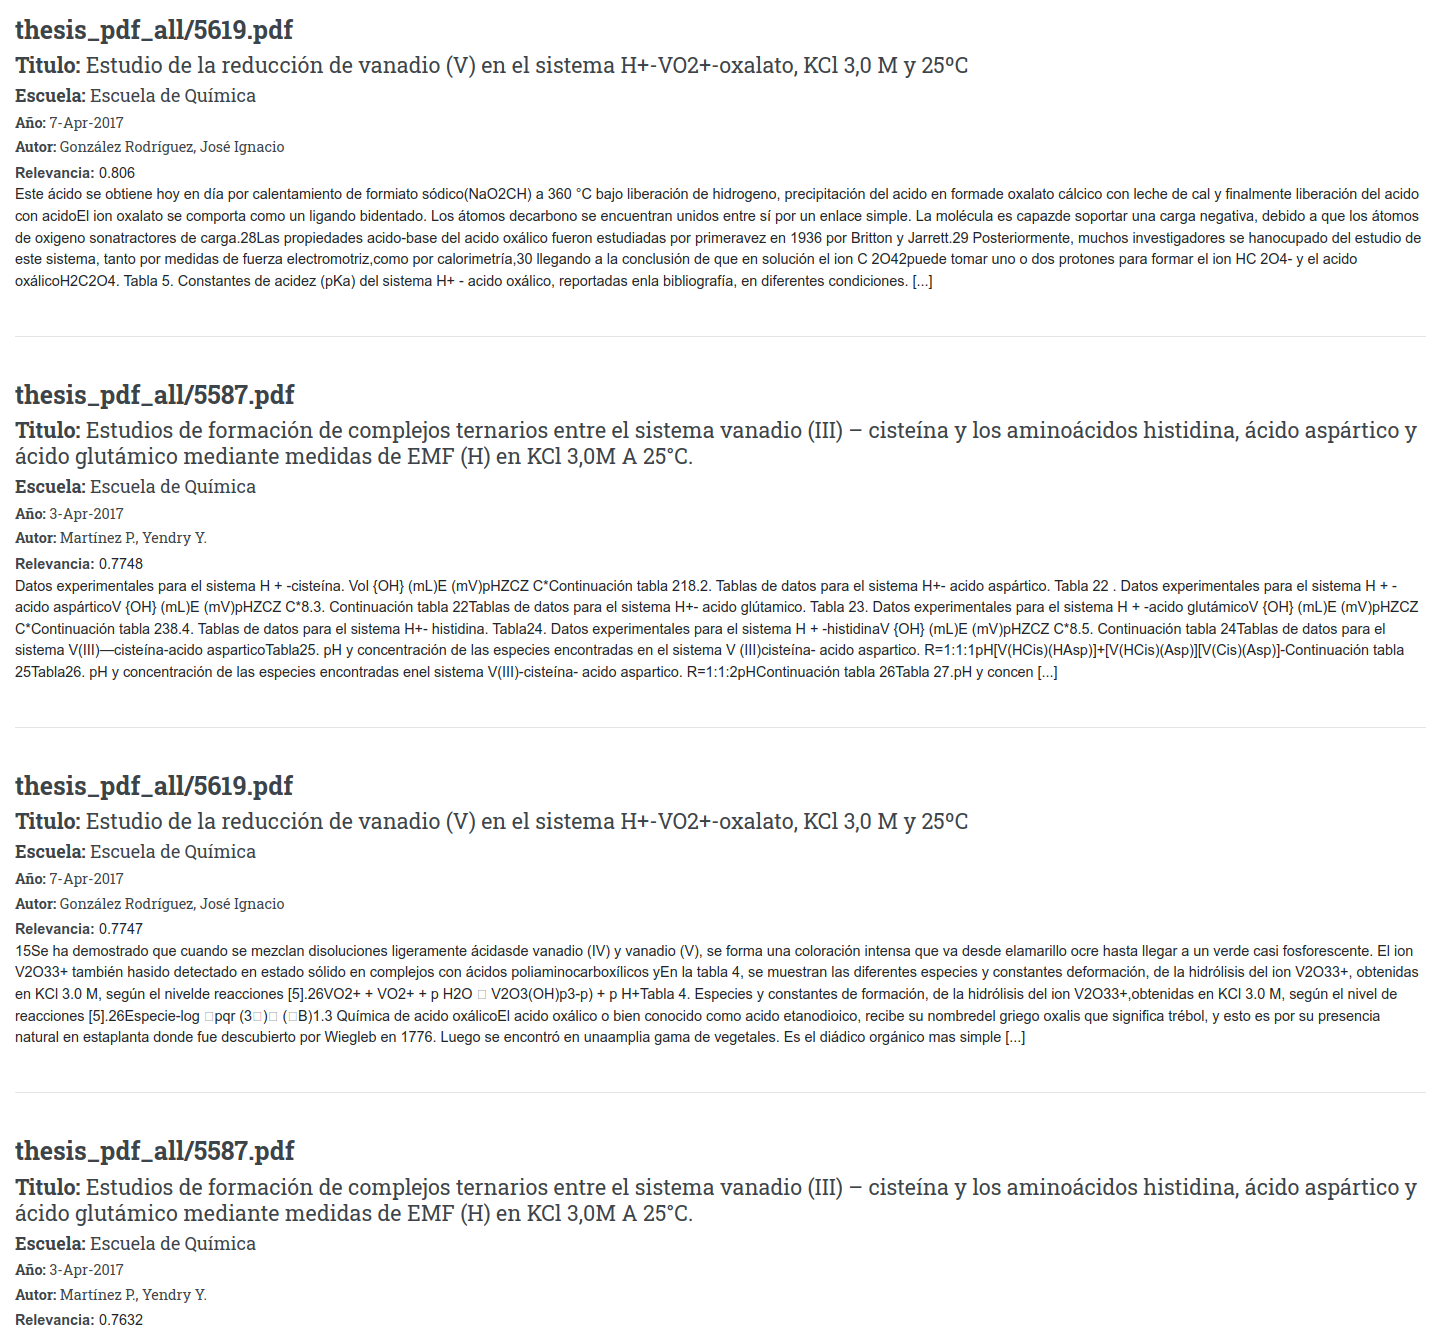 thesis_pdf_all/5619.pdf
Titulo: Estudio de la reducción de vanadio (V) en el sistema H+-VO2+-oxalato, KCl 3,0 M y 25ºC
Escuela: Escuela de Química
Año: 7-Apr-2017
Autor: González Rodríguez, José Ignacio
Relevancia: 0.806
Este ácido se obtiene hoy en día por calentamiento de formiato sódico(NaO2CH) a 360 °C bajo liberación de hidrogeno, precipitación del acido en formade oxalato cálcico con leche de cal y finalmente liberación del acido
con acidoEl ion oxalato se comporta como un ligando bidentado. Los átomos decarbono se encuentran unidos entre sí por un enlace simple. La molécula es capazde soportar una carga negativa, debido a que los átomos
de oxigeno sonatractores de carga.28Las propiedades acido-base del acido oxálico fueron estudiadas por primeravez en 1936 por Britton y Jarrett.29 Posteriormente, muchos investigadores se hanocupado del estudio de
este sistema, tanto por medidas de fuerza electromotriz,como por calorimetría,30 llegando a la conclusión de que en solución el ion C 2O42puede tomar uno o dos protones para formar el ion HC 2O4- y el acido
oxálicoH2C2O4. Tabla 5. Constantes de acidez (pKa) del sistema H+ - acido oxálico, reportadas enla bibliografía, en diferentes condiciones. [...]
thesis_pdf_all/5587.pdf
Titulo: Estudios de formación de complejos ternarios entre el sistema vanadio (III) – cisteína y los aminoácidos histidina, ácido aspártico y
ácido glutámico mediante medidas de EMF (H) en KCl 3,0M A 25°C.
Escuela: Escuela de Química
Año: 3-Apr-2017
Autor: Martínez P., Yendry Y.
Relevancia: 0.7748
Datos experimentales para el sistema H + -cisteína. Vol {OH} (mL)E (mV)pHZCZ C*Continuación tabla 218.2. Tablas de datos para el sistema H+- acido aspártico. Tabla 22 . Datos experimentales para el sistema H + -
acido aspárticoV {OH} (mL)E (mV)pHZCZ C*8.3. Continuación tabla 22Tablas de datos para el sistema H+- acido glútamico. Tabla 23. Datos experimentales para el sistema H + -acido glutámicoV {OH} (mL)E (mV)pHZCZ
C*Continuación tabla 238.4. Tablas de datos para el sistema H+- histidina. Tabla24. Datos experimentales para el sistema H + -histidinaV {OH} (mL)E (mV)pHZCZ C*8.5. Continuación tabla 24Tablas de datos para el
sistema V(III)—cisteína-acido asparticoTabla25. pH y concentración de las especies encontradas en el sistema V (III)cisteína- acido aspartico. R=1:1:1pH[V(HCis)(HAsp)]+[V(HCis)(Asp)][V(Cis)(Asp)]-Continuación tabla
25Tabla26. pH y concentración de las especies encontradas enel sistema V(III)-cisteína- acido aspartico. R=1:1:2pHContinuación tabla 26Tabla 27.pH y concen [...]
thesis_pdf_all/5619.pdf
Titulo: Estudio de la reducción de vanadio (V) en el sistema H+-VO2+-oxalato, KCl 3,0 M y 25ºC
Escuela: Escuela de Química
Año: 7-Apr-2017
Autor: González Rodríguez, José Ignacio
Relevancia: 0.7747
15Se ha demostrado que cuando se mezclan disoluciones ligeramente ácidasde vanadio (IV) y vanadio (V), se forma una coloración intensa que va desde elamarillo ocre hasta llegar a un verde casi fosforescente. El ion
V2O33+ también hasido detectado en estado sólido en complejos con ácidos poliaminocarboxílicos yEn la tabla 4, se muestran las diferentes especies y constantes deformación, de la hidrólisis del ion V2O33+, obtenidas
en KCl 3.0 M, según el nivelde reacciones [5].26VO2+ + VO2+ + p H2O □ V2O3(OH)p3-p) + p H+Tabla 4. Especies y constantes de formación, de la hidrólisis del ion V2O33+,obtenidas en KCl 3.0 M, según el nivel de
reacciones [5].26Especie-log □pqr (3□)□ (□B)1.3 Química de acido oxálicoEl acido oxálico o bien conocido como acido etanodioico, recibe su nombredel griego oxalis que significa trébol, y esto es por su presencia
natural en estaplanta donde fue descubierto por Wiegleb en 1776. Luego se encontró en unaamplia gama de vegetales. Es el diádico orgánico mas simple [...]
thesis_pdf_all/5587.pdf
Titulo: Estudios de formación de complejos ternarios entre el sistema vanadio (III) – cisteína y los aminoácidos histidina, ácido aspártico y
ácido glutámico mediante medidas de EMF (H) en KCl 3,0M A 25°C.
Escuela: Escuela de Química
Año: 3-Apr-2017
Autor: Martínez P., Yendry Y.
Relevancia: 0.7632